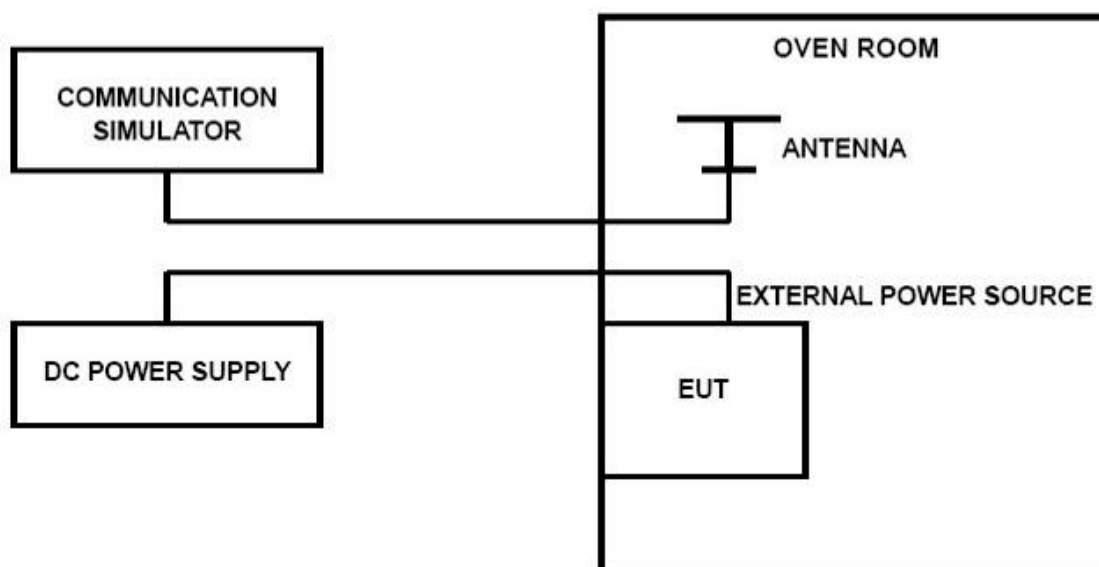 OVEN ROOM
COMMUNICATION
SIMULATOR
ANTENNA
EXTERNAL POWER SOURCE
DC POWER SUPPLY
EUT